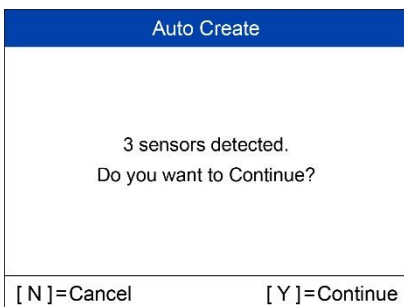 Auto Create
3 sensors detected.
Do you want to Continue?
[ N ]=Cancel [ Y ]=Continue